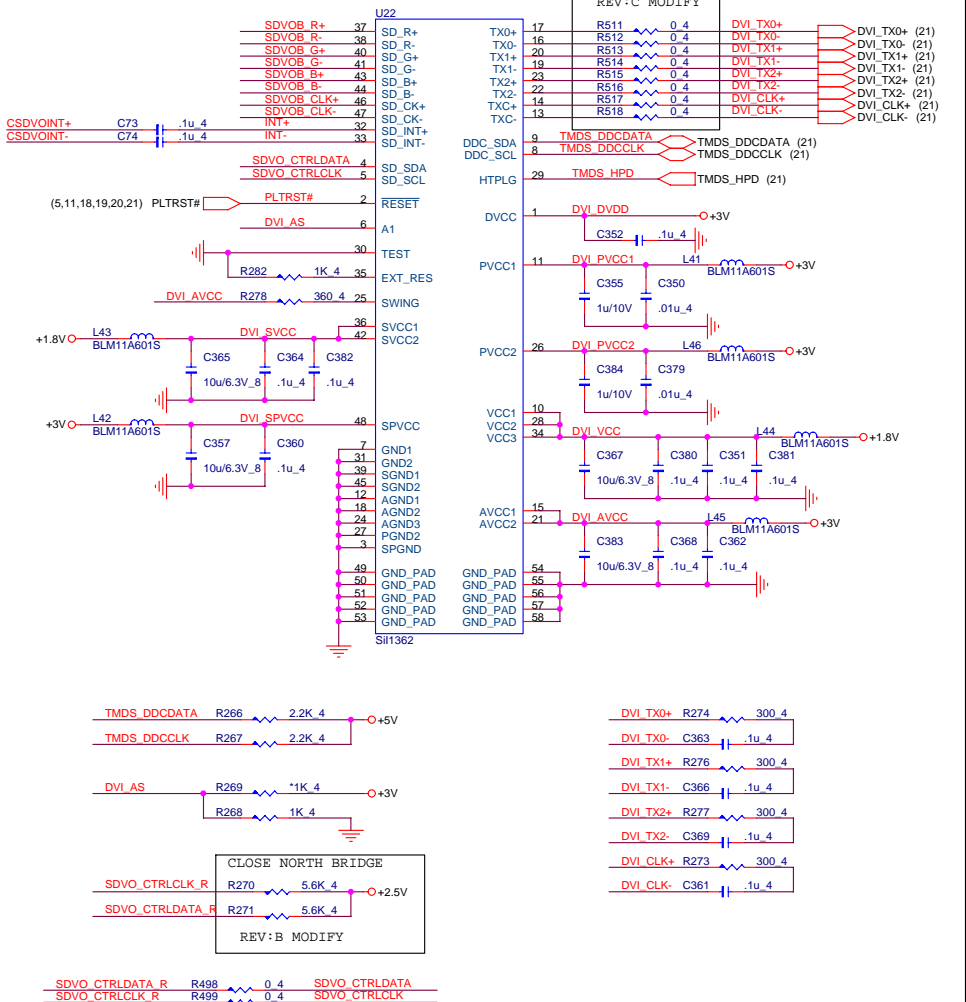 REV:C MODIFY
U22
SDVOB_R+ 37 SD_R+ TX0+ 17 R511 0_4 DVI_TX0+ DVI_TX0+ (21)
SDVOB_R- 38 SD_R- TX0- 16 R512 0_4 DVI_TX0- DVI_TX0- (21)
SDVOB_G+ 40 SD_G+ TX1+ 20 R513 0_4 DVI_TX1+ DVI_TX1+ (21)
SDVOB_G- 41 SD_G- TX1- 19 R514 0_4 DVI_TX1- DVI_TX1- (21)
SDVOB_B+ 43 SD_B+ TX2+ 23 R515 0_4 DVI_TX2+ DVI_TX2+ (21)
SDVOB_B- 44 SD_B- TX2- 22 R516 0_4 DVI_TX2- DVI_TX2- (21)
SDVOB_CLK+ 46 SD_CK+ TXC+ 14 R517 0_4 DVI_CLK+ DVI_CLK+ (21)
SDVOB_CLK- 47 SD_CK- TXC- 13 R518 0_4 DVI_CLK- DVI_CLK- (21)
CSDVOINT+ C73 .1u_4 INT+ 32 SD_INT+
CSDVOINT- C74 .1u_4 INT- 33 SD_INT-
DDC_SDA 9 TMDS_DDCDATA TMDS_DDCDATA (21)
DDC_SCL 8 TMDS_DDCCLK TMDS_DDCCLK (21)
SDVO_CTRLDATA 4 SD_SDA
SDVO_CTRLCLK 5 SD_SCL
HTPLG 29 TMDS_HPD TMDS_HPD (21)
(5,11,18,19,20,21) PLTRST# PLTRST# 2 RESET
DVI_AS 6 A1
DVCC 1 DVI_DVDD +3V
C352 .1u_4
30 TEST
R282 1K_4 35 EXT_RES
DVI_AVCC R278 360_4 25 SWING
PVCC1 11 DVI_PVCC1 L41 BLM11A601S +3V
C355 1u/10V C350 .01u_4
+1.8V L43 BLM11A601S DVI_SVCC 36 SVCC1
42 SVCC2
C365 10u/6.3V_8 C364 .1u_4 C382 .1u_4
PVCC2 26 DVI_PVCC2 L46 BLM11A601S +3V
C384 1u/10V C379 .01u_4
+3V L42 BLM11A601S DVI_SPVCC 48 SPVCC
C357 10u/6.3V_8 C360 .1u_4
VCC1 10
VCC2 28
VCC3 34 DVI_VCC L44 BLM11A601S +1.8V
C367 10u/6.3V_8 C380 .1u_4 C351 .1u_4 C381 .1u_4
7 GND1
31 GND2
39 SGND1
45 SGND2
12 AGND1
18 AGND2
24 AGND3
27 PGND2
3 SPGND
AVCC1 15
AVCC2 21 DVI_AVCC L45 BLM11A601S +3V
C383 10u/6.3V_8 C368 .1u_4 C362 .1u_4
49 GND_PAD GND_PAD 54
50 GND_PAD GND_PAD 55
51 GND_PAD GND_PAD 56
52 GND_PAD GND_PAD 57
53 GND_PAD GND_PAD 58
SiI1362
TMDS_DDCDATA R266 2.2K_4 +5V
TMDS_DDCCLK R267 2.2K_4
DVI_AS R269 *1K_4 +3V
R268 1K_4
CLOSE NORTH BRIDGE
SDVO_CTRLCLK_R R270 5.6K_4 +2.5V
SDVO_CTRLDATA_R R271 5.6K_4
REV:B MODIFY
SDVO_CTRLDATA_R R498 0_4 SDVO_CTRLDATA
SDVO_CTRLCLK_R R499 0_4 SDVO_CTRLCLK
DVI_TX0+ R274 300_4
DVI_TX0- C363 .1u_4
DVI_TX1+ R276 300_4
DVI_TX1- C366 .1u_4
DVI_TX2+ R277 300_4
DVI_TX2- C369 .1u_4
DVI_CLK+ R273 300_4
DVI_CLK- C361 .1u_4